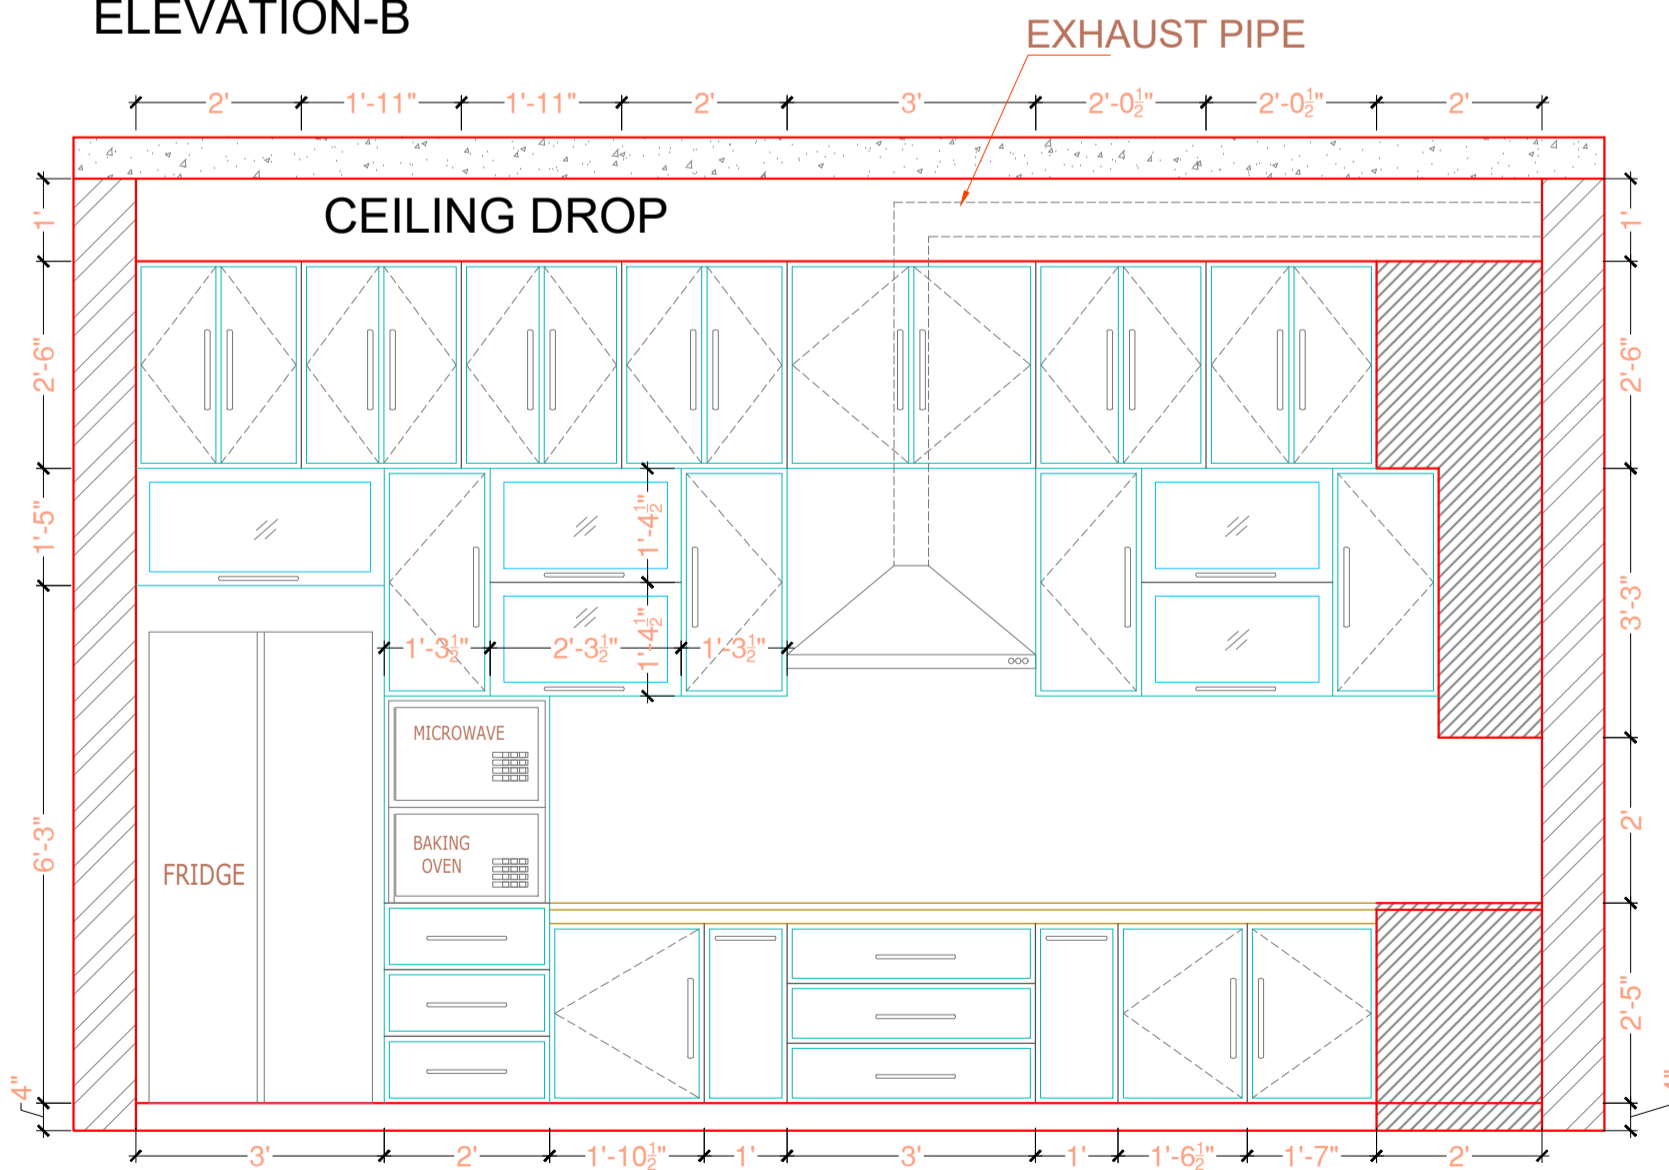 ELEVATION-B
EXHAUST PIPE
2' 1'-11" 1'-11" 2' 3' 2'-0½" 2'-0½" 2'
CEILING DROP
1' 1'
2'-6" 2'-6"
1'-5" 1'-4½" 3'-3"
1'-3½" 2'-3½" 1'-4½" 1'-3½"
MICROWAVE
BAKING
OVEN
6'-3" FRIDGE 2'
2'-5"
4" 4"
3' 2' 1'-10½" 1' 3' 1' 1'-6½" 1'-7" 2'